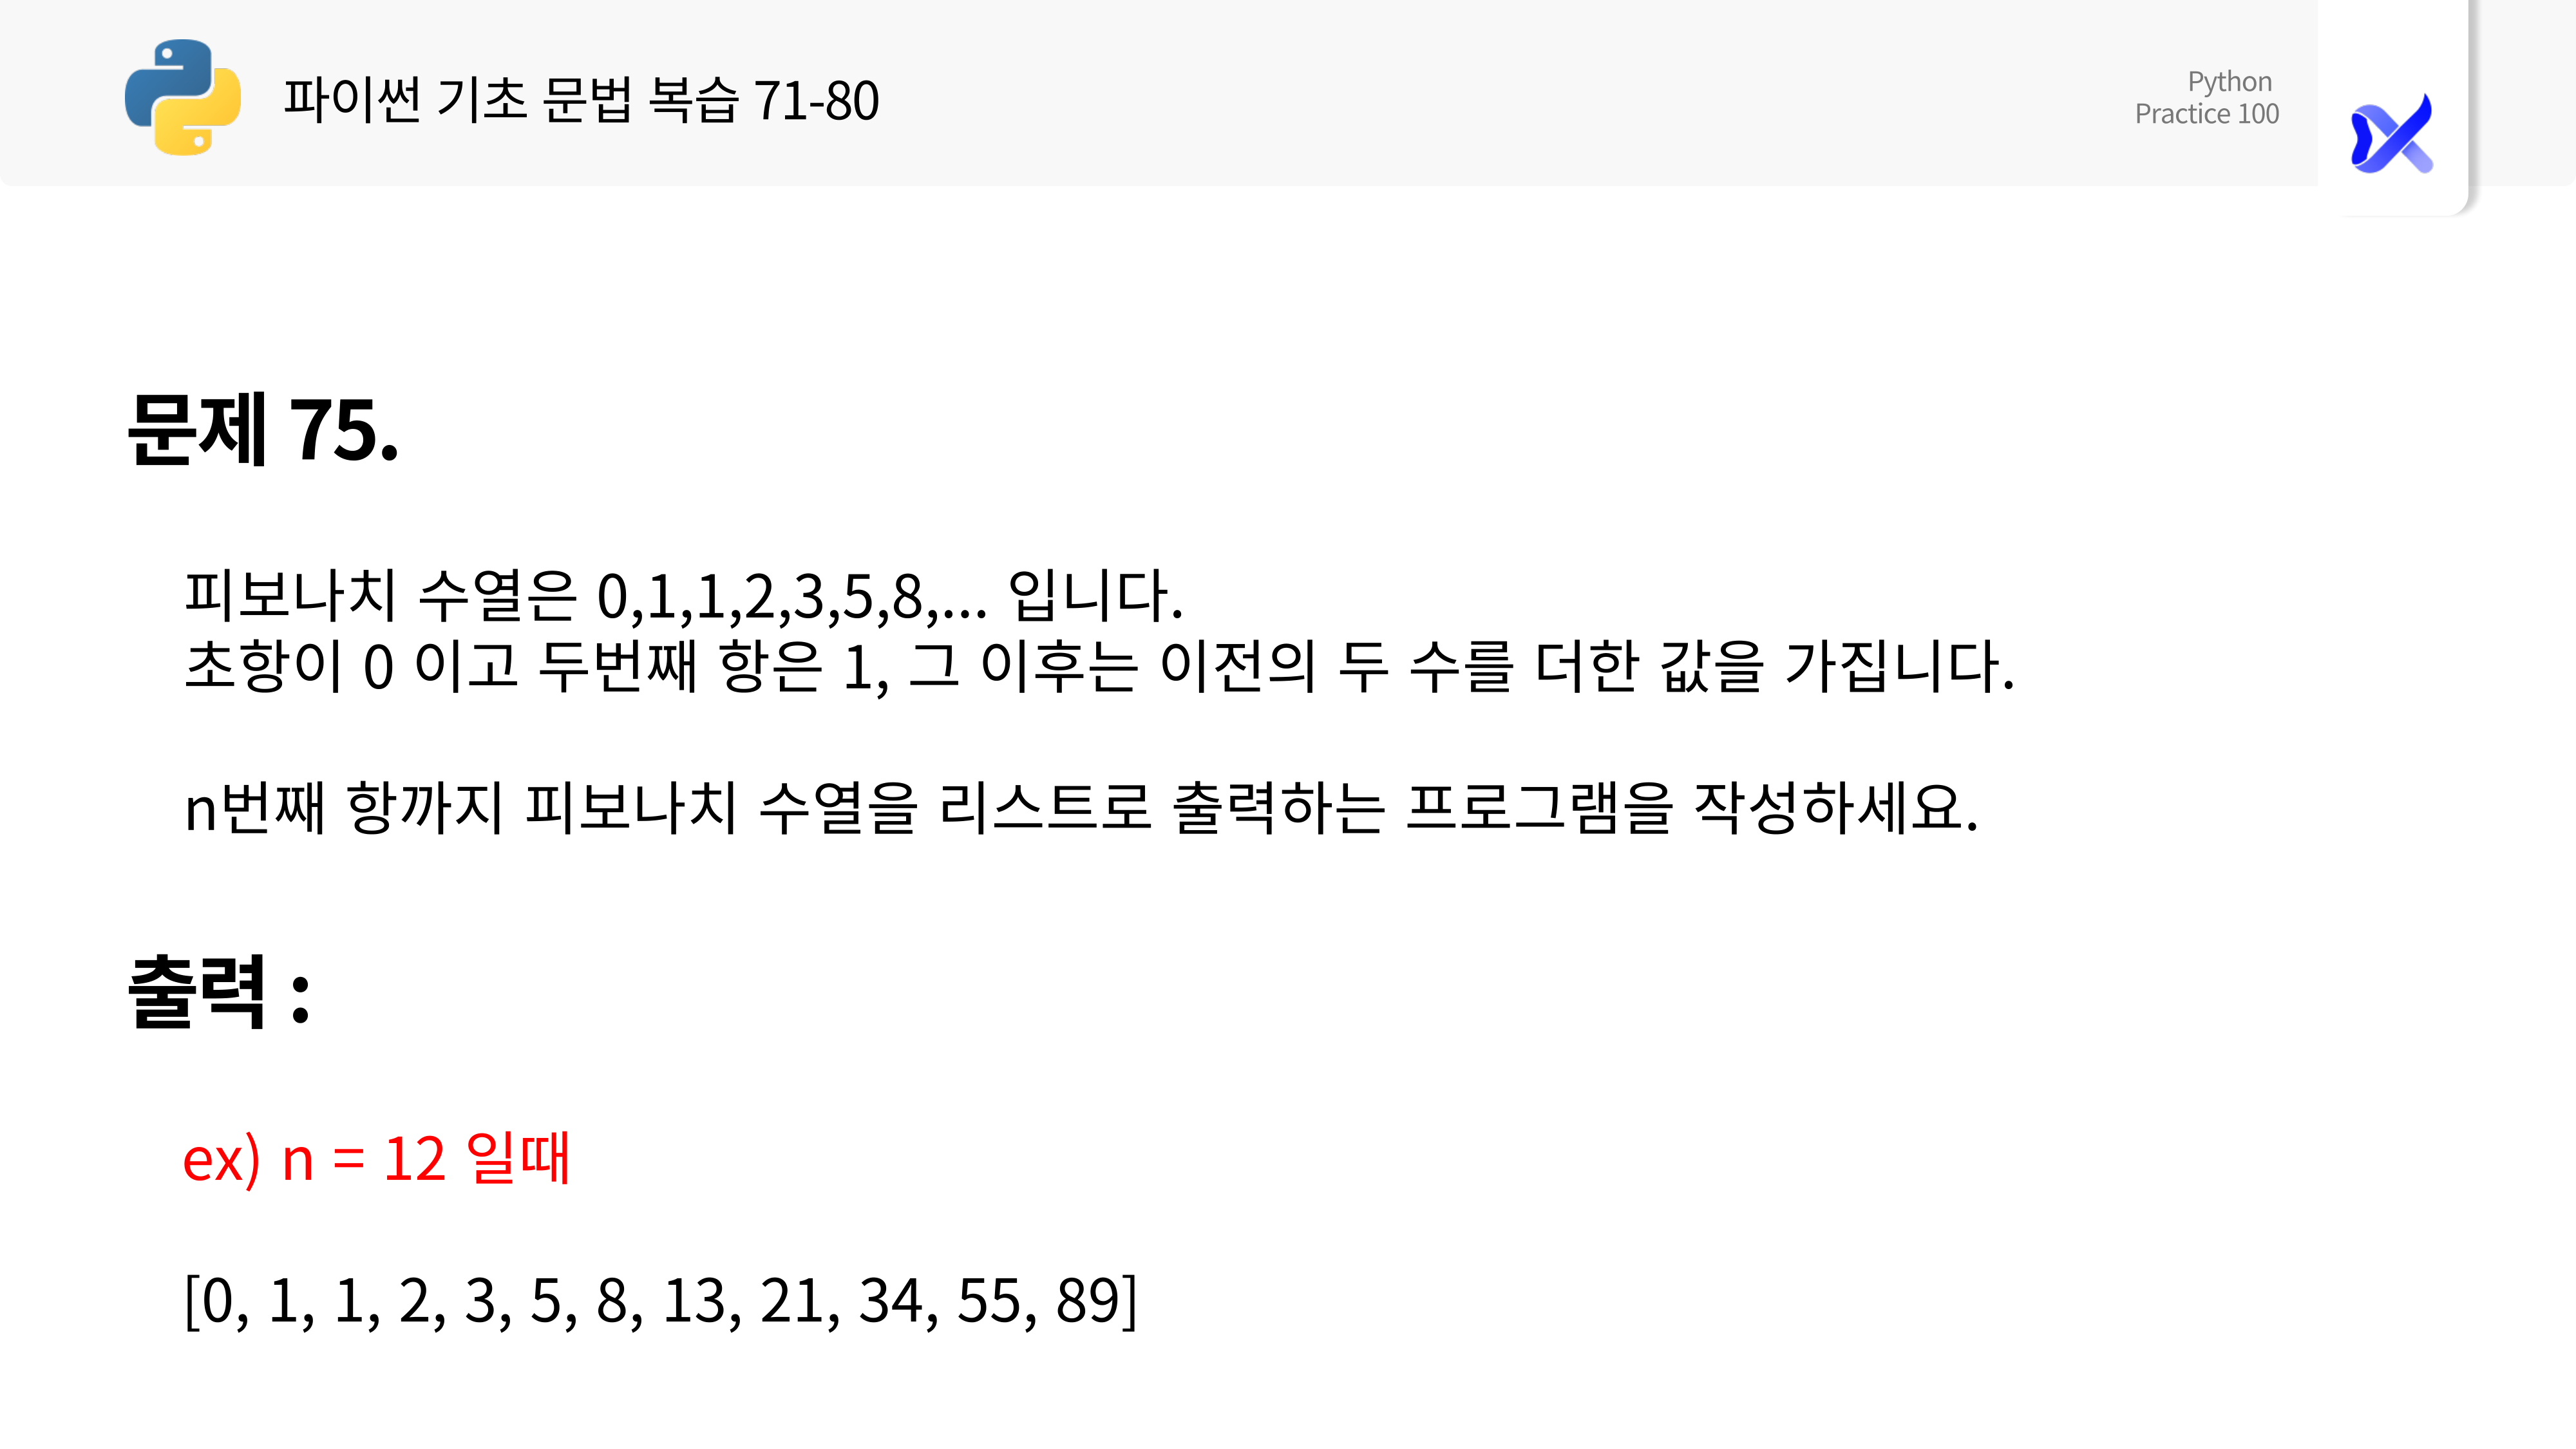 파이썬 기초 문법 복습 71-80
Python
Practice 100
문제 75.
피보나치 수열은 0,1,1,2,3,5,8,... 입니다.
초항이 0 이고 두번째 항은 1, 그 이후는 이전의 두 수를 더한 값을 가집니다.
n번째 항까지 피보나치 수열을 리스트로 출력하는 프로그램을 작성하세요.
출력 :
ex) n = 12 일때
[0, 1, 1, 2, 3, 5, 8, 13, 21, 34, 55, 89]